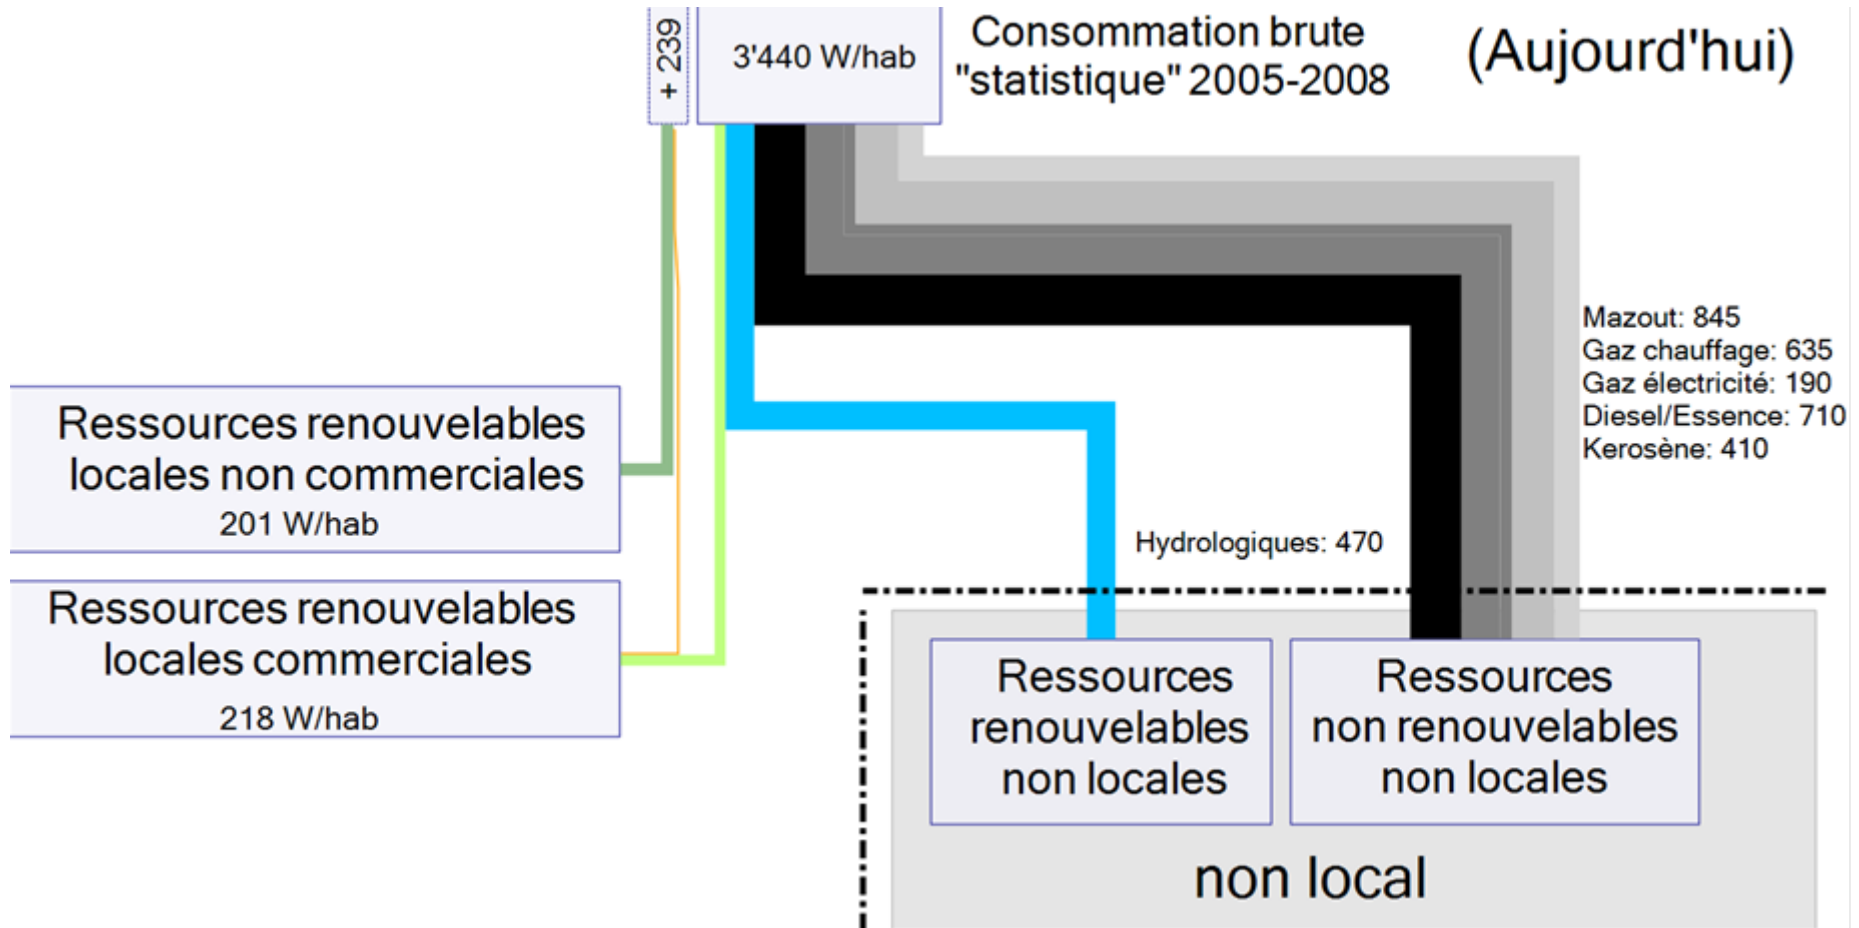 + 239
3'440 W/hab
Consommation brute
"statistique" 2005-2008
(Aujourd'hui)
Mazout: 845
Gaz chauffage: 635
Gaz électricité: 190
Diesel/Essence: 710
Kerosène: 410
Ressources renouvelables
locales non commerciales
201 W/hab
Hydrologiques: 470
Ressources renouvelables
locales commerciales
218 W/hab
Ressources
renouvelables
non locales
Ressources
non renouvelables
non locales
non local